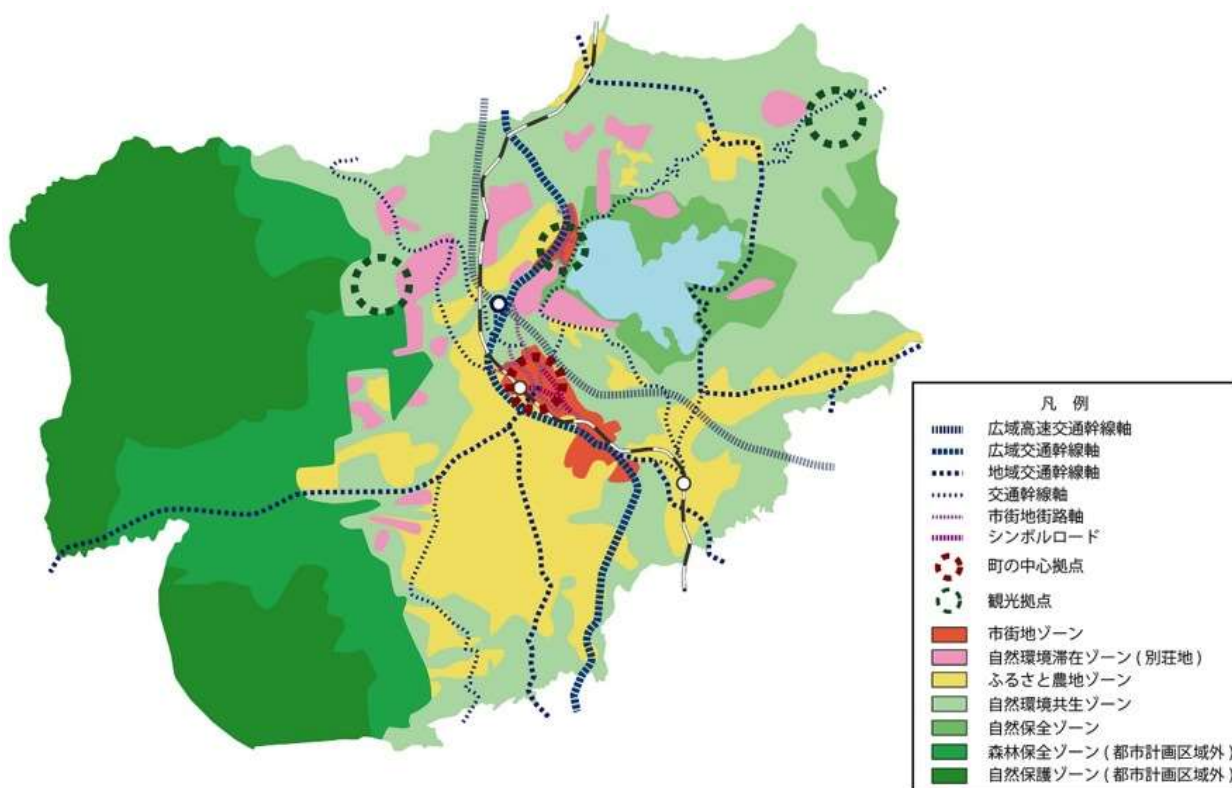 凡 例
広域高速交通幹線軸
広域交通幹線軸
地域交通幹線軸
交通幹線軸
市街地街路軸
シンボルロード
町の中心拠点
観光拠点
市街地ゾーン
自然環境滞在ゾーン ( 別荘地 )
ふるさと農地ゾーン
自然環境共生ゾーン
自然保全ゾーン
森林保全ゾーン ( 都市計画区域外 )
自然保護ゾーン ( 都市計画区域外 )